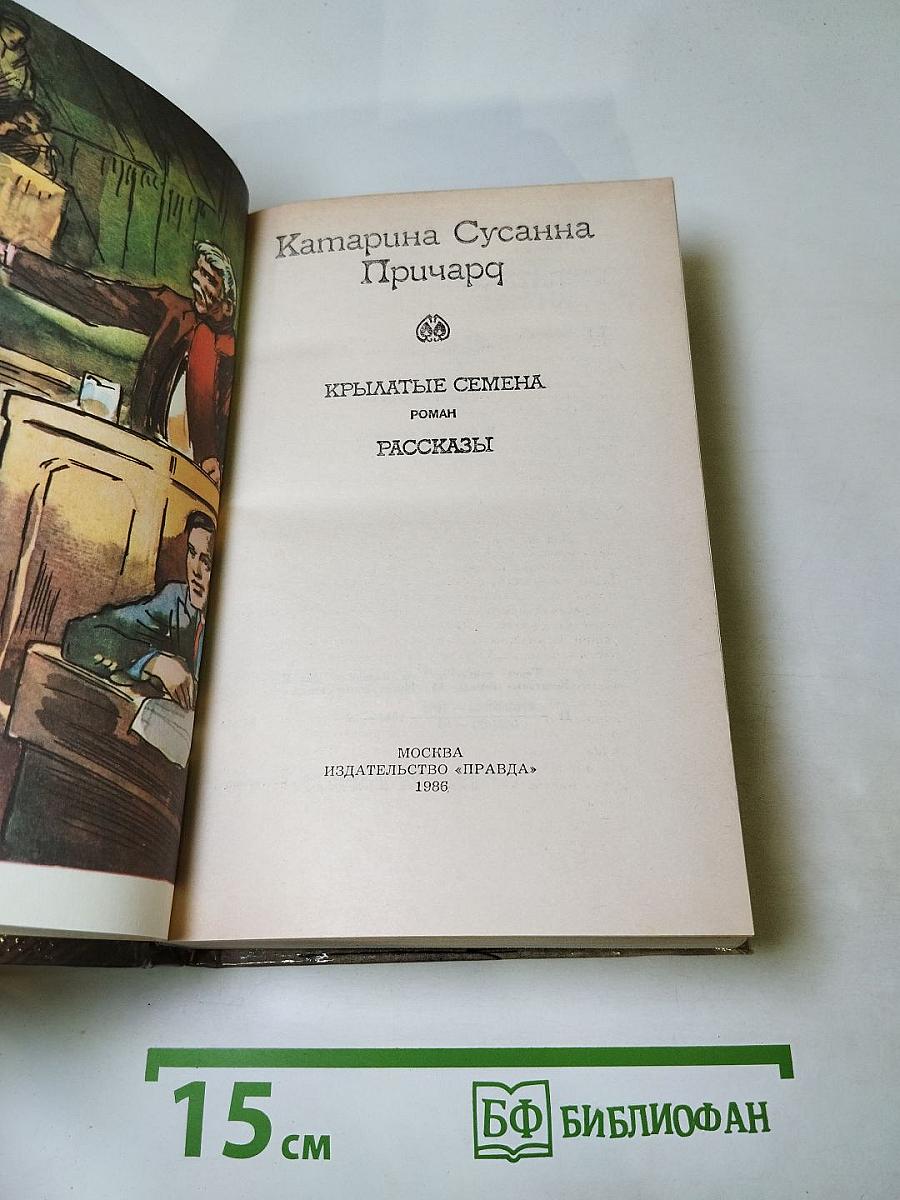 Катарина Сусанна
Причард
КРЫЛАТЫЕ СЕМЕНА
РОМАН
РАССКАЗЫ
МОСКВА
ИЗДАТЕЛЬСТВО «ПРАВДА»
1986
15 см
БФ БИБЛИОФАН